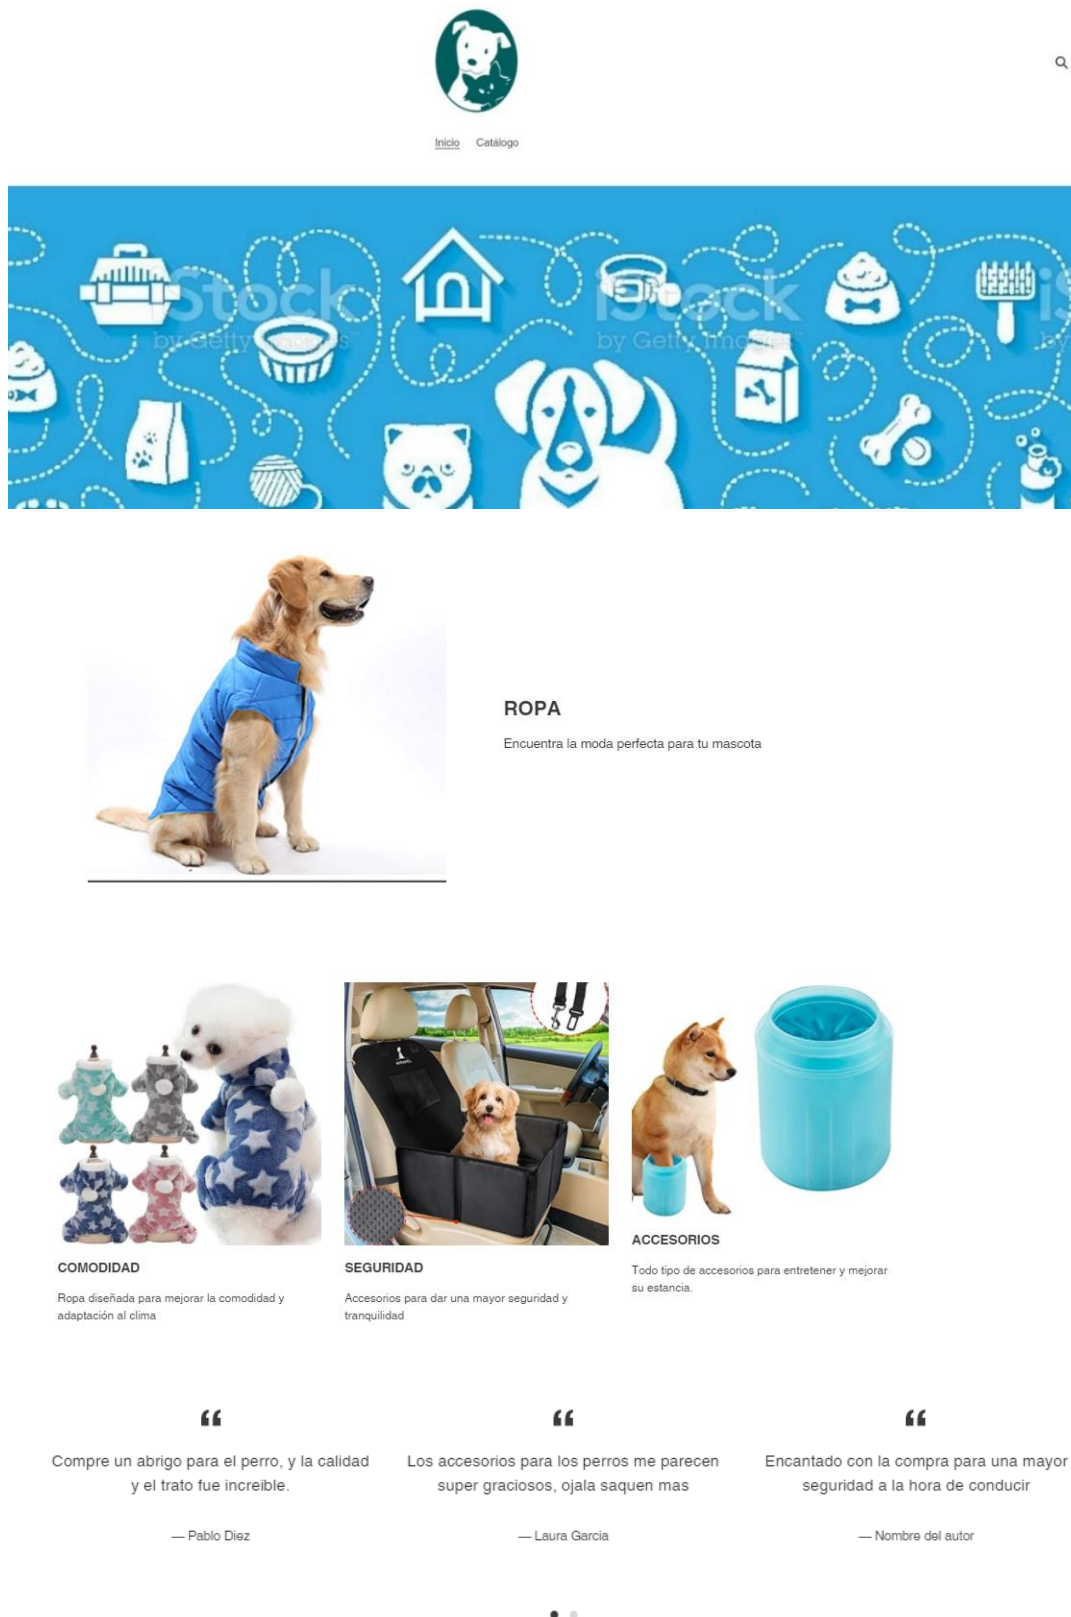 Inicio Catálogo
iStock
by Getty Images™
iStock
by Getty Images™
iS
by
ROPA
Encuentra la moda perfecta para tu mascota
COMODIDAD
Ropa diseñada para mejorar la comodidad y
adaptación al clima
SEGURIDAD
Accesorios para dar una mayor seguridad y
tranquilidad
ACCESORIOS
Todo tipo de accesorios para entretener y mejorar
su estancia.
“
Compre un abrigo para el perro, y la calidad
y el trato fue increible.
— Pablo Diez
“
Los accesorios para los perros me parecen
super graciosos, ojala saquen mas
— Laura Garcia
“
Encantado con la compra para una mayor
seguridad a la hora de conducir
— Nombre del autor